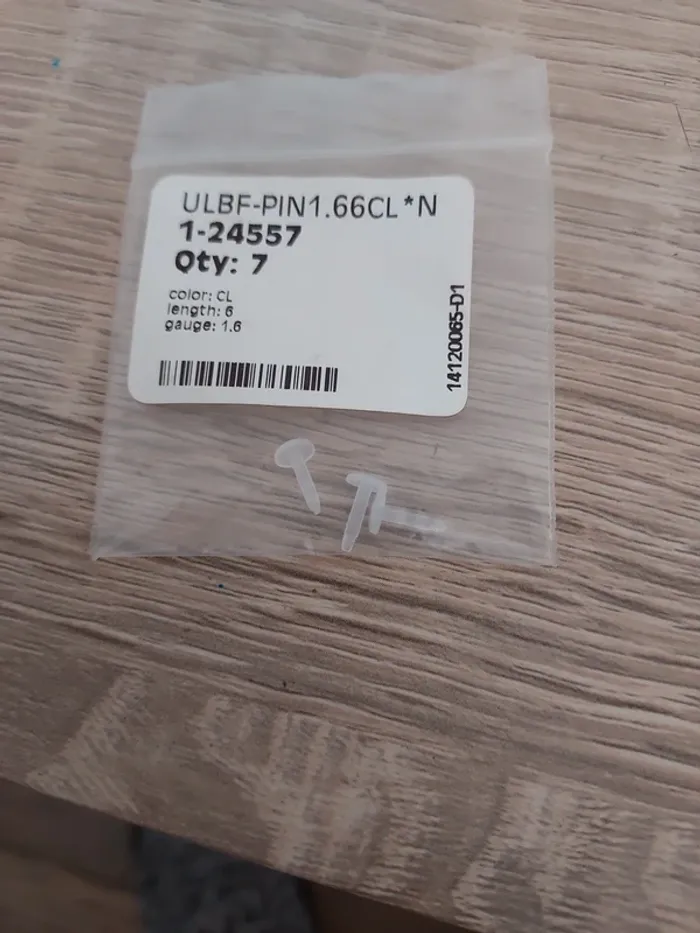 ULBF-PIN1.66CL*N
1-24557
Qty: 7
color: CL
length: 6
gauge: 1.6
14120065-D1